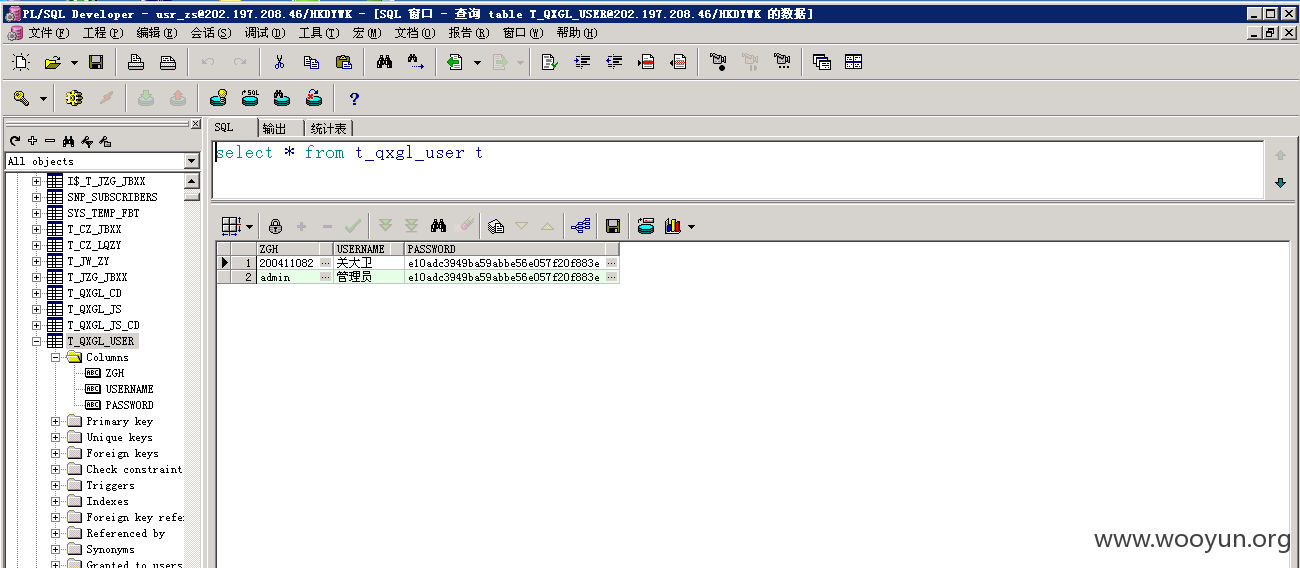 PL/SQL Developer - usr_zs@202.197.208.46/HKDYWK - [SQL 窗口 - 查询 table T_QXGL_USER@202.197.208.46/HKDYWK 的数据]
文件(F) 工程(P) 编辑(E) 会话(S) 调试(D) 工具(T) 宏(M) 文档(O) 报告(R) 窗口(W) 帮助(H)
SQL
All objects
I$_T_JZG_JBXX
SNP_SUBSCRIBERS
SYS_TEMP_FBT
T_CZ_JBXX
T_CZ_LQZY
T_JW_ZY
T_JZG_JBXX
T_QXGL_CD
T_QXGL_JS
T_QXGL_JS_CD
T_QXGL_USER
Columns
ZGH
USERNAME
PASSWORD
Primary key
Unique keys
Foreign keys
Check constraint
Triggers
Indexes
Foreign key refe
Referenced by
Synonyms
Granted to users
SQL 输出 统计表
select * from t_qxgl_user t
ZGH USERNAME PASSWORD
1 200411082 ... 关大卫 e10adc3949ba59abbe56e057f20f883e ...
2 admin ... 管理员 e10adc3949ba59abbe56e057f20f883e ...
www.wooyun.org